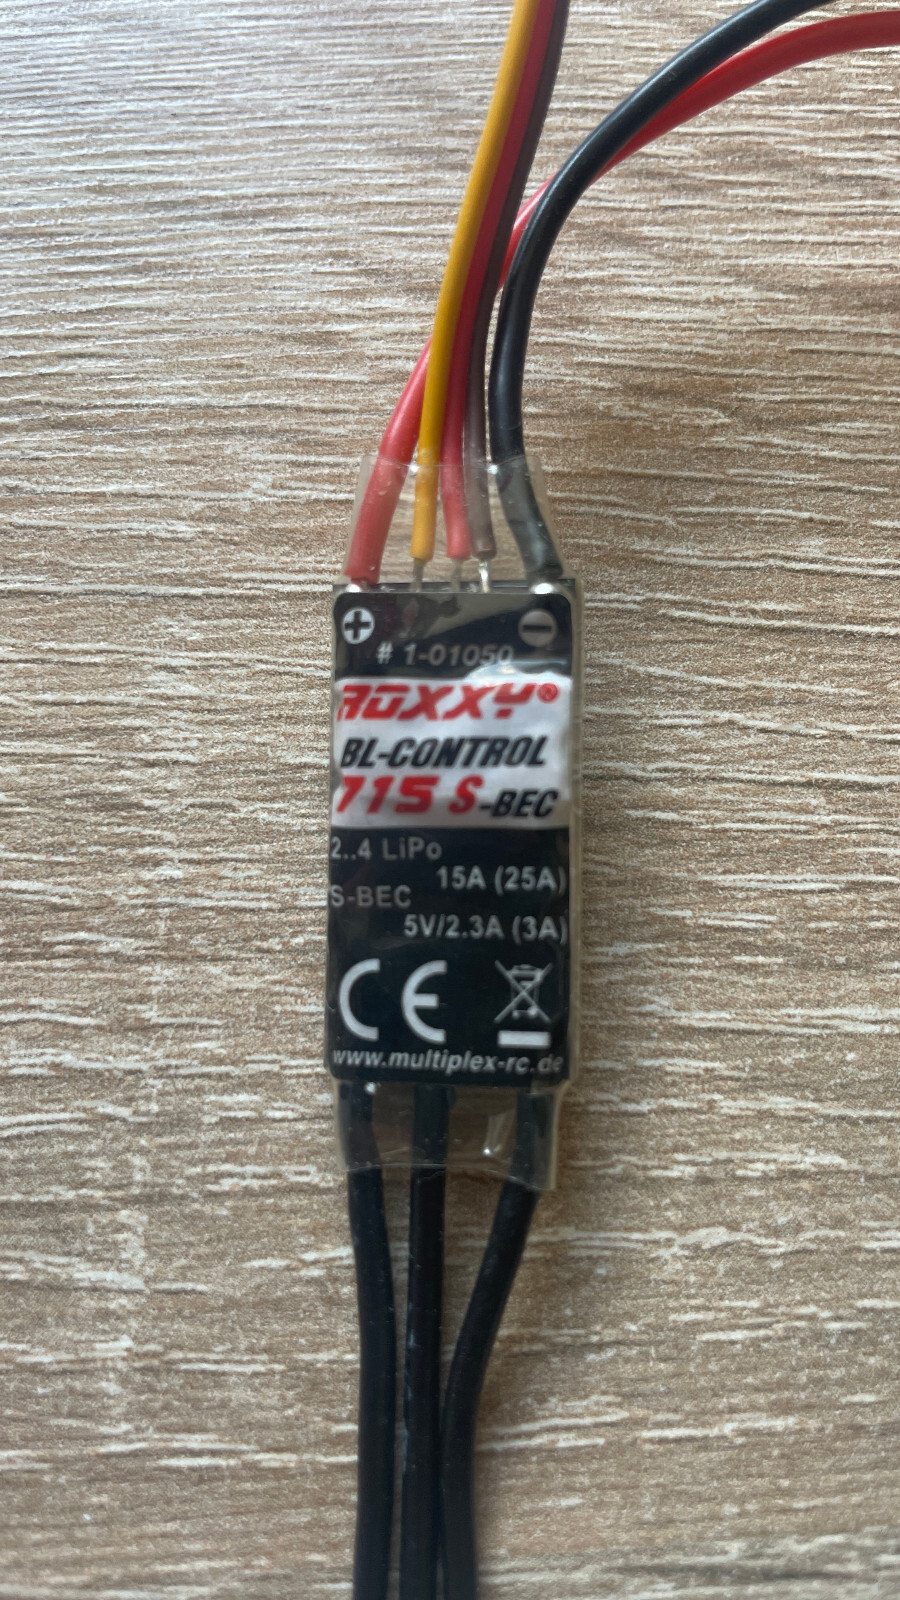 # 1-01050
ROXXY®
BL-CONTROL
715 S-BEC
2..4 LiPo
15A (25A)
S-BEC
5V/2.3A (3A)
CE
www.multiplex-rc.de